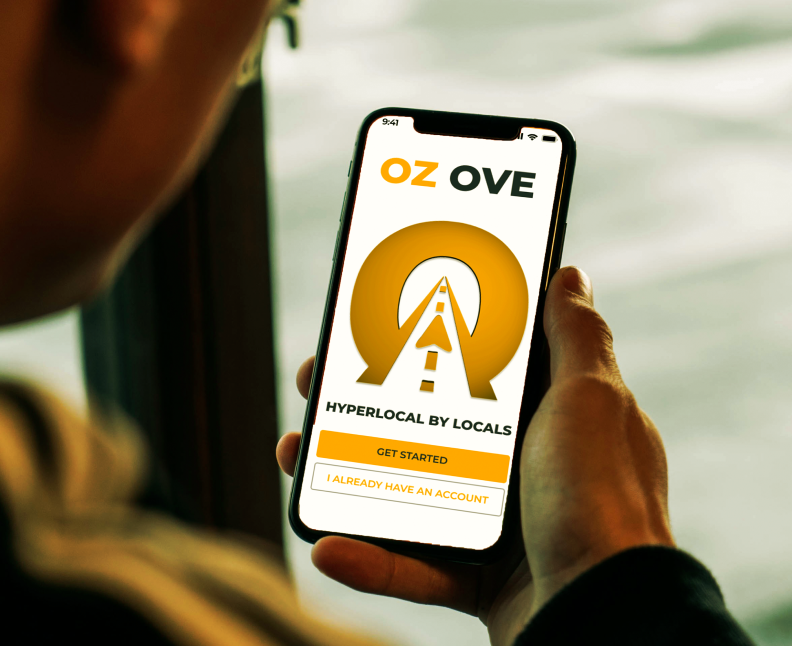 9:41
OZ OVE
HYPERLOCAL BY LOCALS
GET STARTED
I ALREADY HAVE AN ACCOUNT